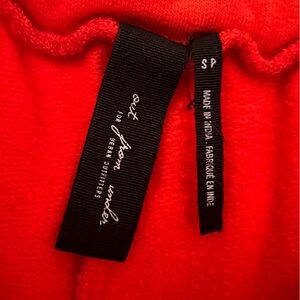 out from under
FOR
URBAN OUTFITTERS
SP
MADE IN INDIA . FABRIQUÉ EN INDE